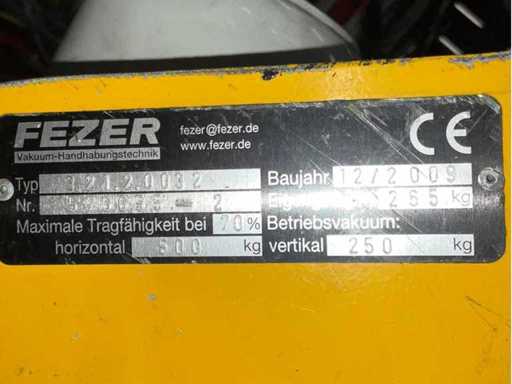 FEZER
Vakuum-Handhabungstechnik
fezer@fezer.de
www.fezer.de
CE
Typ
Baujahr 12/2009
Nr.
265 kg
Maximale Tragfähigkeit bei 70% Betriebsvakuum:
horizontal 500 kg vertikal 250 kg